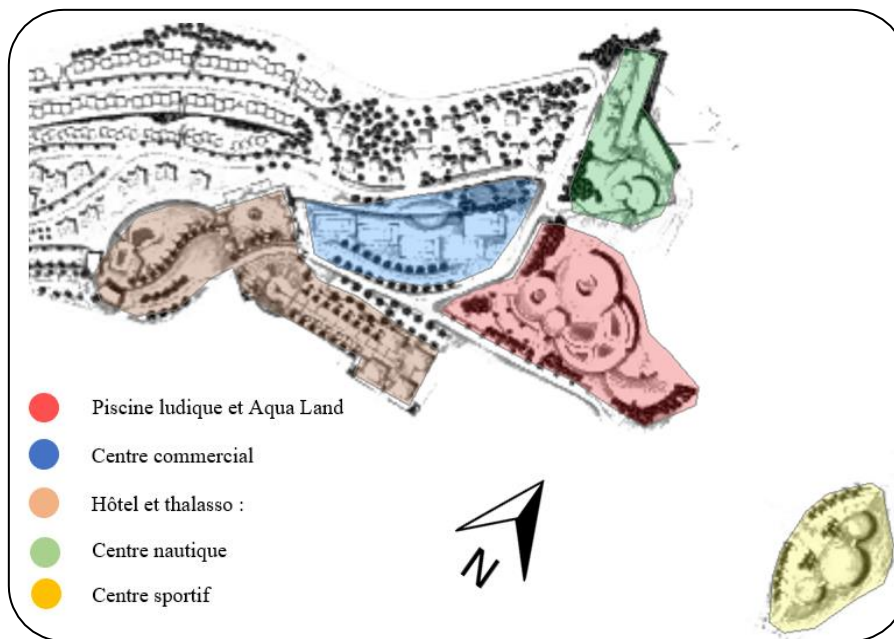 Piscine ludique et Aqua Land
Centre commercial
Hôtel et thalasso :
Centre nautique
Centre sportif
N